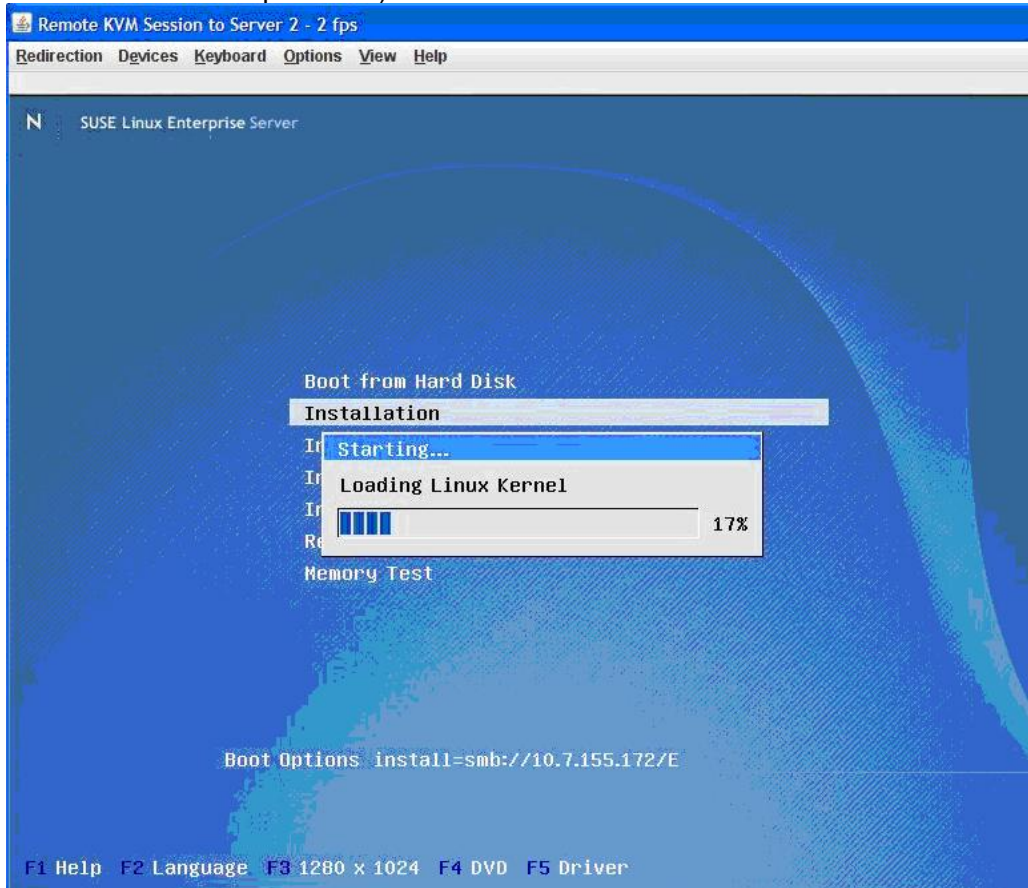 Remote KVM Session to Server 2 - 2 fps
Redirection Devices Keyboard Options View Help
N SUSE Linux Enterprise Server
Boot from Hard Disk
Installation
Starting...
Loading Linux Kernel
17%
Memory Test
Boot Options install=smb://10.7.155.172/E
F1 Help F2 Language F3 1280 x 1024 F4 DVD F5 Driver